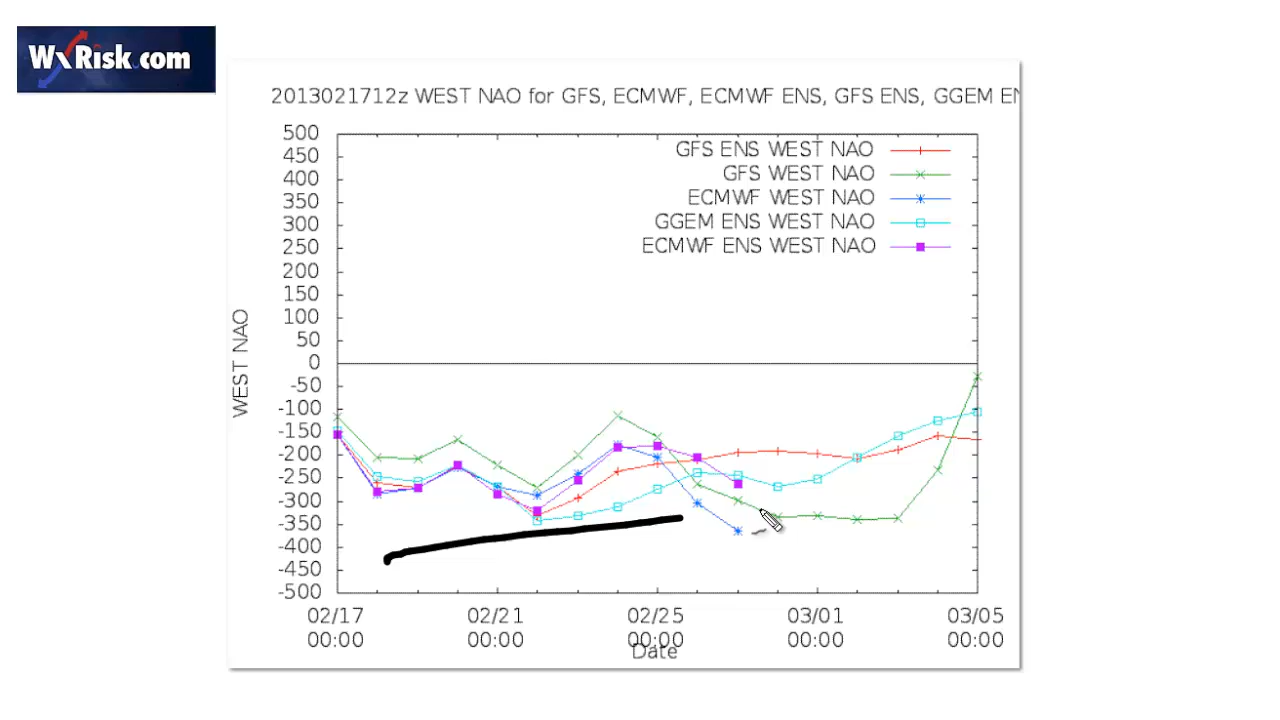 WxRisk.com
2013021712z WEST NAO for GFS, ECMWF, ECMWF ENS, GFS ENS, GGEM EN
500
450
400
350
300
250
200
150
100
50
0
-50
-100
-150
-200
-250
-300
-350
-400
-450
-500
WEST NAO
GFS ENS WEST NAO
GFS WEST NAO
ECMWF WEST NAO
GGEM ENS WEST NAO
ECMWF ENS WEST NAO
02/17 02/21 02/25 03/01 03/05
00:00 00:00 00:00 00:00 00:00
Date